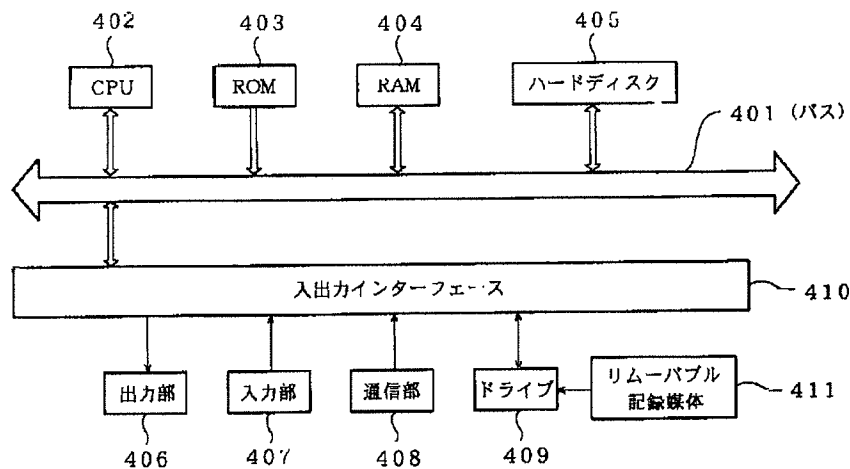 402
403
404
405
CPU
ROM
RAM
ハードディスク
401 (バス)
入出力インターフェース
410
出力部
入力部
通信部
ドライブ
リムーバブル
記録媒体
411
406
407
408
409